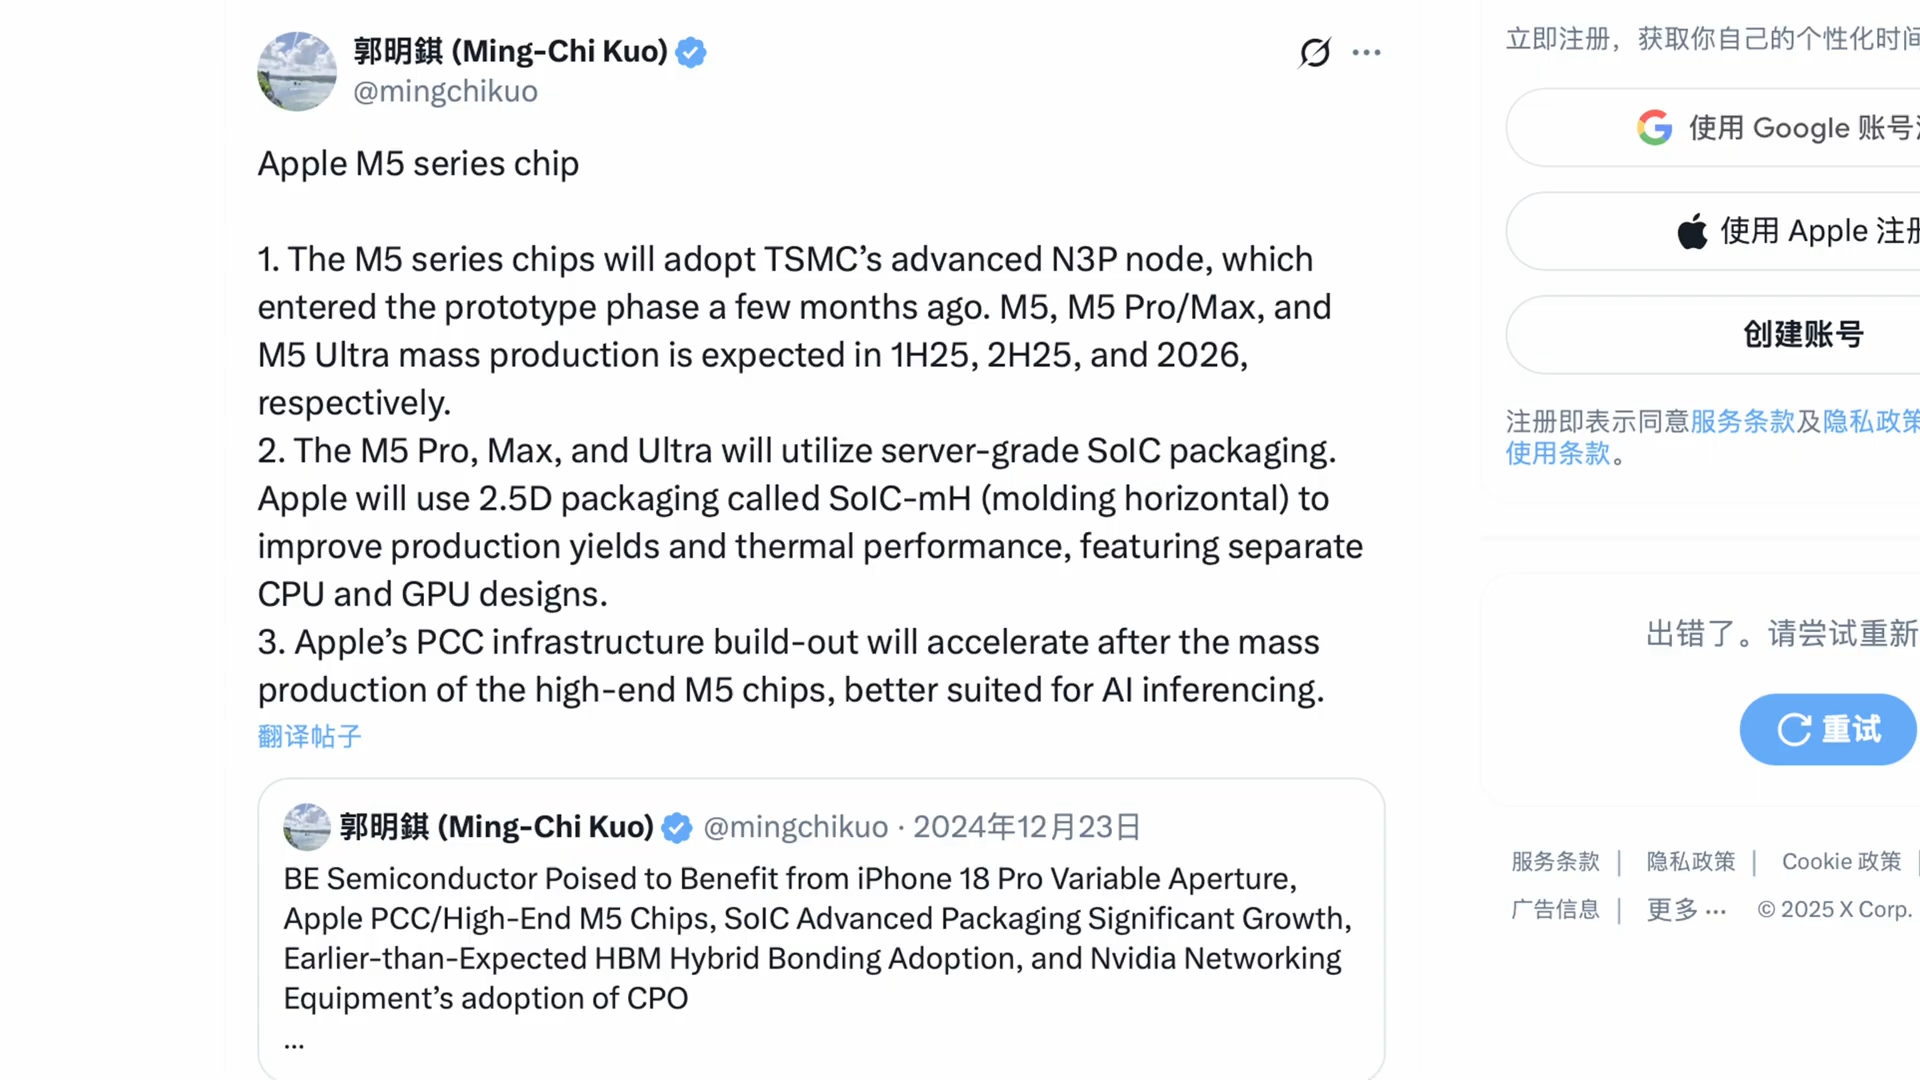 郭明錤 (Ming-Chi Kuo)
@mingchikuo
Apple M5 series chip
1. The M5 series chips will adopt TSMC’s advanced N3P node, which
entered the prototype phase a few months ago. M5, M5 Pro/Max, and
M5 Ultra mass production is expected in 1H25, 2H25, and 2026,
respectively.
2. The M5 Pro, Max, and Ultra will utilize server-grade SoIC packaging.
Apple will use 2.5D packaging called SoIC-mH (molding horizontal) to
improve production yields and thermal performance, featuring separate
CPU and GPU designs.
3. Apple’s PCC infrastructure build-out will accelerate after the mass
production of the high-end M5 chips, better suited for AI inferencing.
翻译帖子
郭明錤 (Ming-Chi Kuo) @mingchikuo · 2024年12月23日
BE Semiconductor Poised to Benefit from iPhone 18 Pro Variable Aperture,
Apple PCC/High-End M5 Chips, SoIC Advanced Packaging Significant Growth,
Earlier-than-Expected HBM Hybrid Bonding Adoption, and Nvidia Networking
Equipment’s adoption of CPO
...
立即注册，获取你自己的个性化时间
使用 Google 账号
使用 Apple 注册
创建账号
注册即表示同意服务条款及隐私政策
使用条款。
出错了。请尝试重新
重试
服务条款 | 隐私政策 | Cookie 政策 |
广告信息 | 更多 ··· © 2025 X Corp.